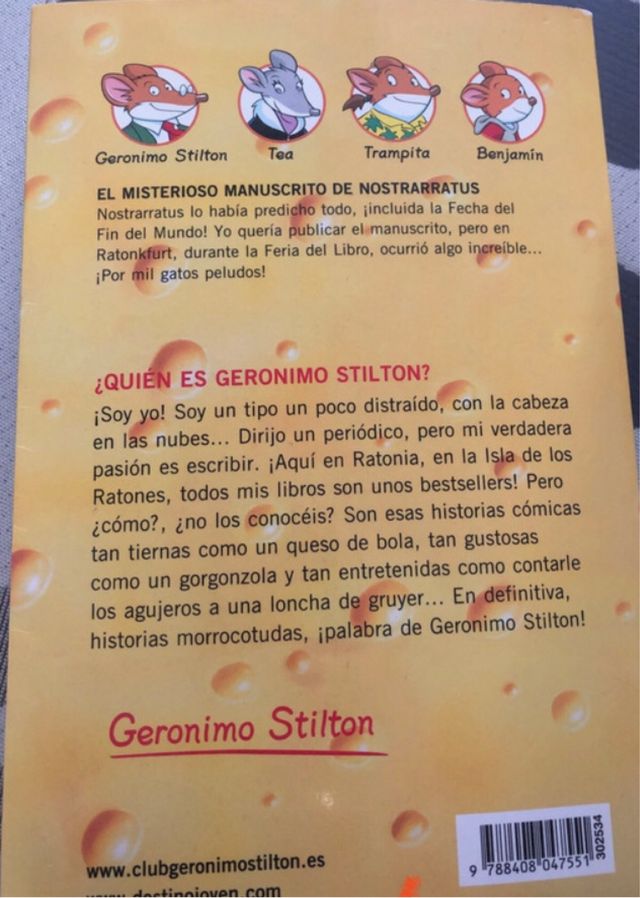 Geronimo Stilton
Tea
Trampita
Benjamín
EL MISTERIOSO MANUSCRITO DE NOSTRARRATUS
Nostrarratus lo había predicho todo, ¡incluida la Fecha del
Fin del Mundo! Yo quería publicar el manuscrito, pero en
Ratonkfurt, durante la Feria del Libro, ocurrió algo increíble...
¡Por mil gatos peludos!
¿QUIÉN ES GERONIMO STILTON?
¡Soy yo! Soy un tipo un poco distraído, con la cabeza
en las nubes... Dirijo un periódico, pero mi verdadera
pasión es escribir. ¡Aquí en Ratonia, en la Isla de los
Ratones, todos mis libros son unos bestsellers! Pero
¿cómo?, ¿no los conocéis? Son esas historias cómicas
tan tiernas como un queso de bola, tan gustosas
como un gorgonzola y tan entretenidas como contarle
los agujeros a una loncha de gruyer... En definitiva,
historias morrocotudas, ¡palabra de Geronimo Stilton!
Geronimo Stilton
www.clubgeronimostilton.es
www.destinojoven.com
9 788408 047551
302534